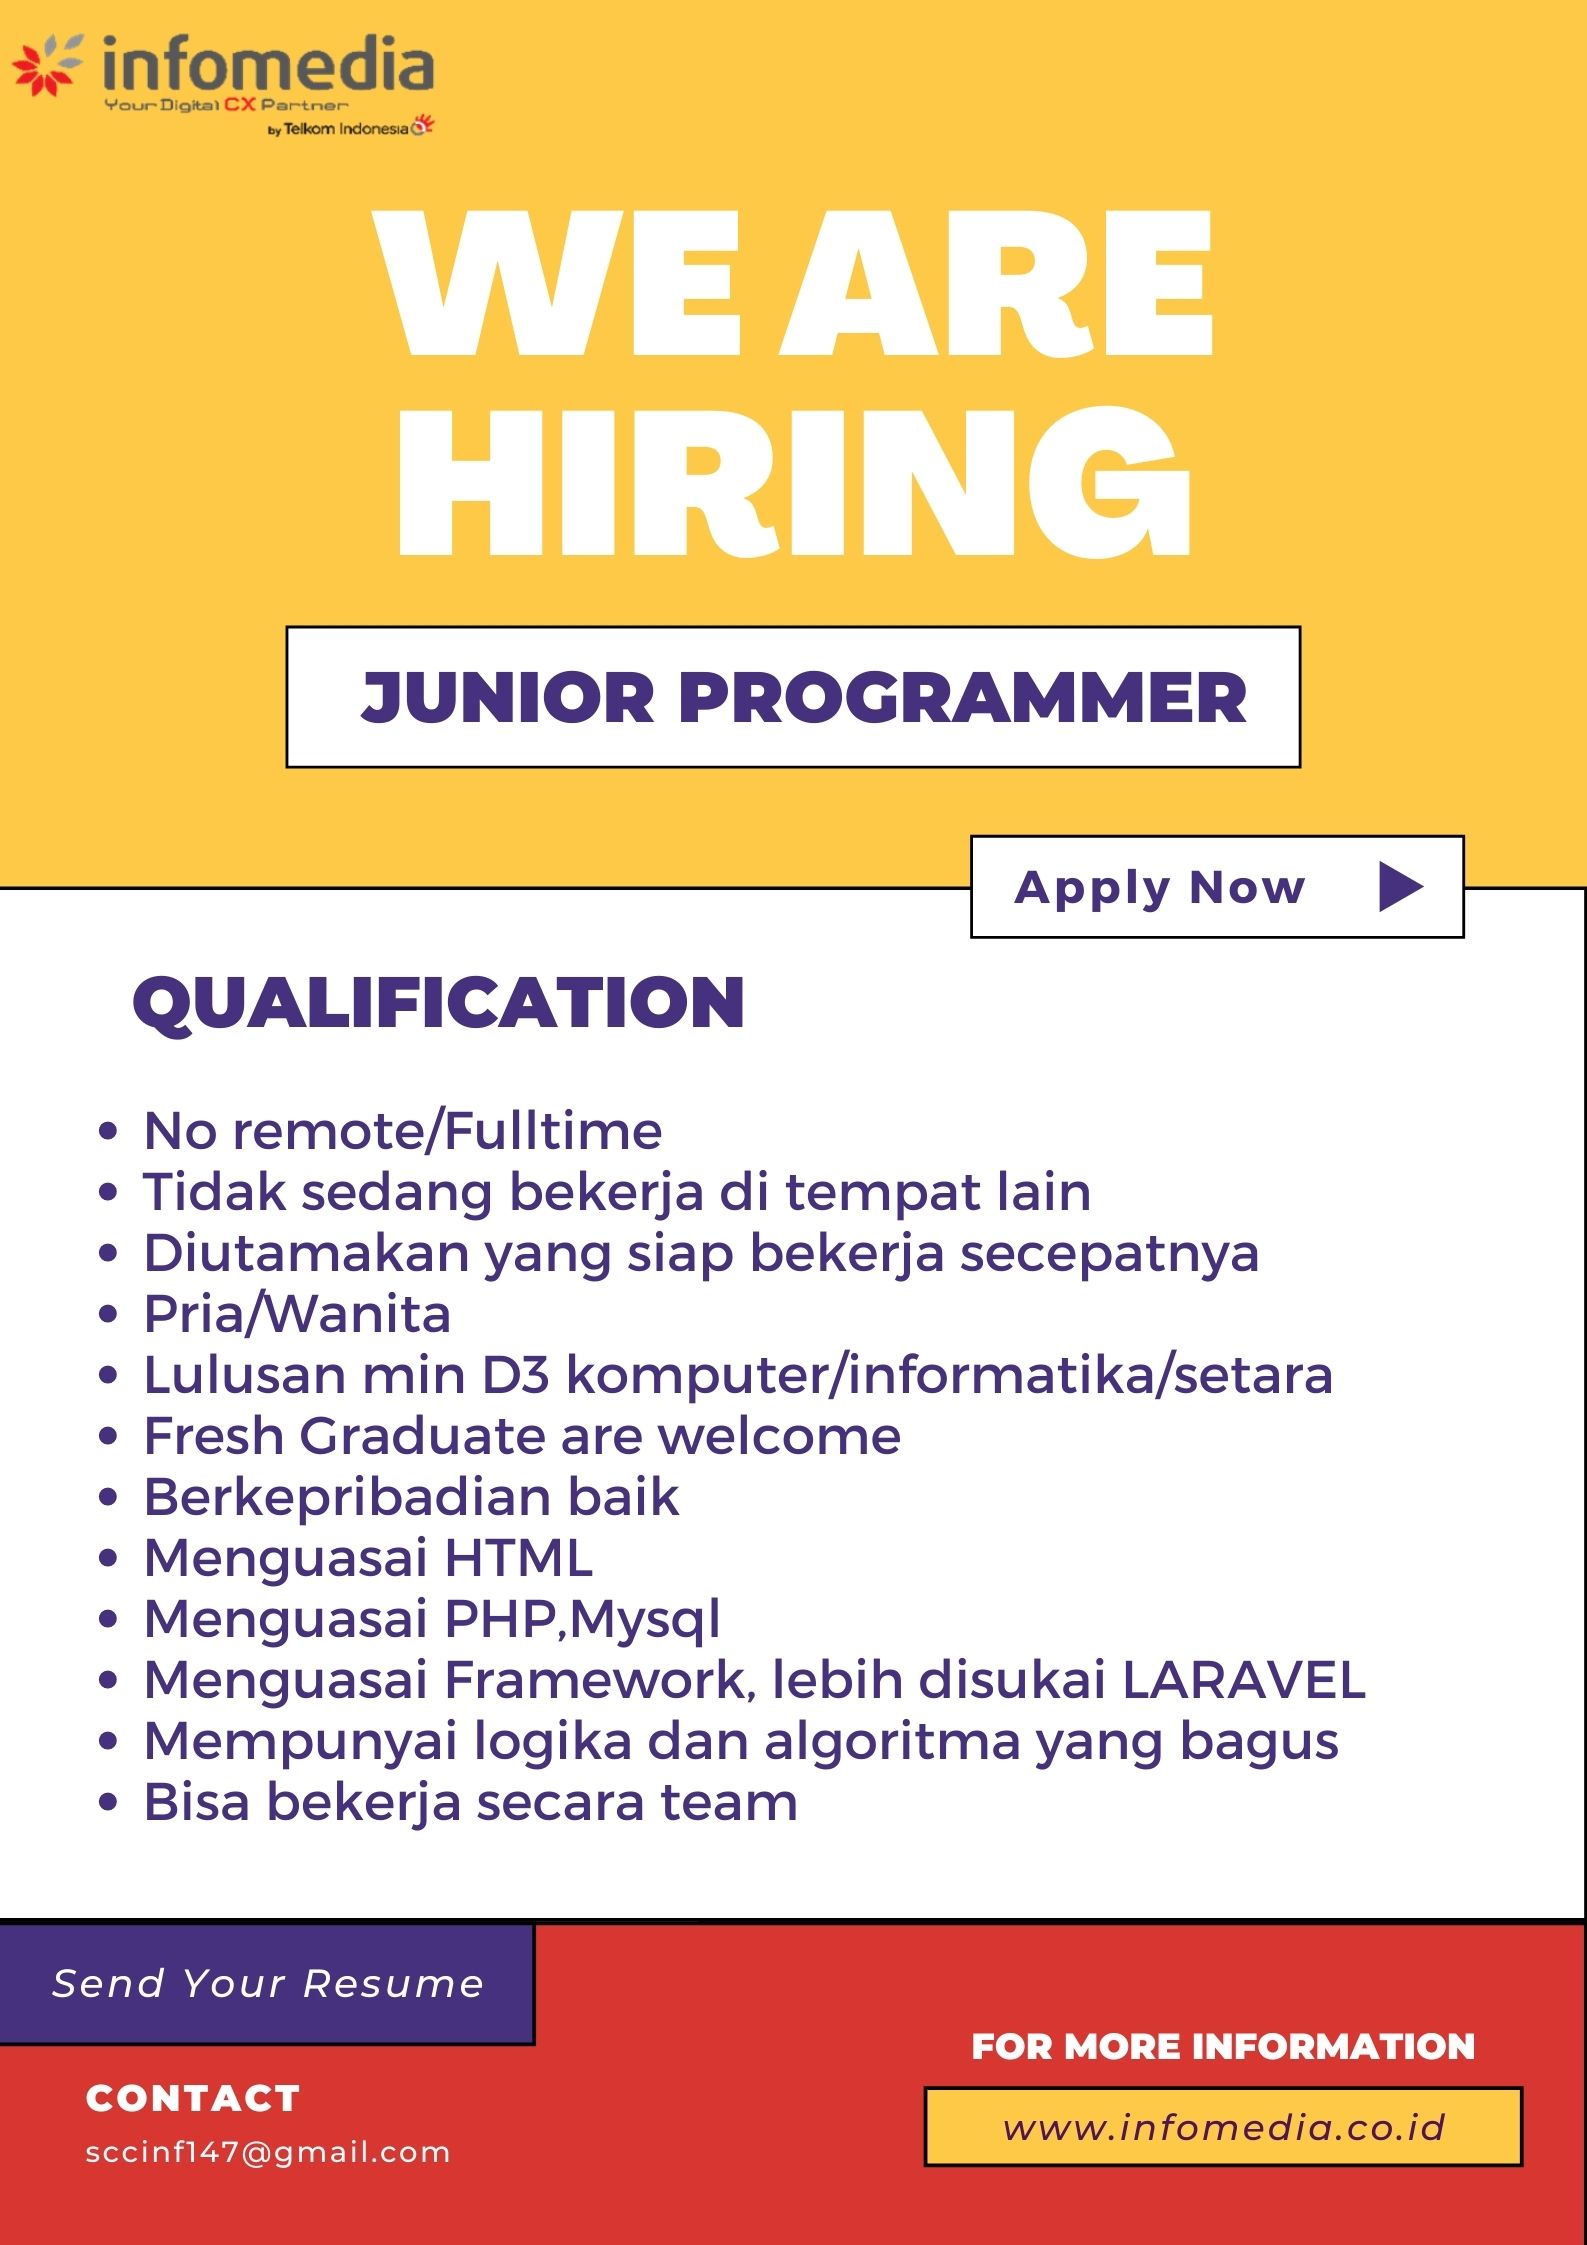 infomedia
Your Digital CX Partner
by Telkom Indonesia
WE ARE
HIRING
JUNIOR PROGRAMMER
Apply Now
QUALIFICATION
• No remote/Fulltime
• Tidak sedang bekerja di tempat lain
• Diutamakan yang siap bekerja secepatnya
• Pria/Wanita
• Lulusan min D3 komputer/informatika/setara
• Fresh Graduate are welcome
• Berkepribadian baik
• Menguasai HTML
• Menguasai PHP,Mysql
• Menguasai Framework, lebih disukai LARAVEL
• Mempunyai logika dan algoritma yang bagus
• Bisa bekerja secara team
Send Your Resume
CONTACT
sccinf147@gmail.com
FOR MORE INFORMATION
www.infomedia.co.id